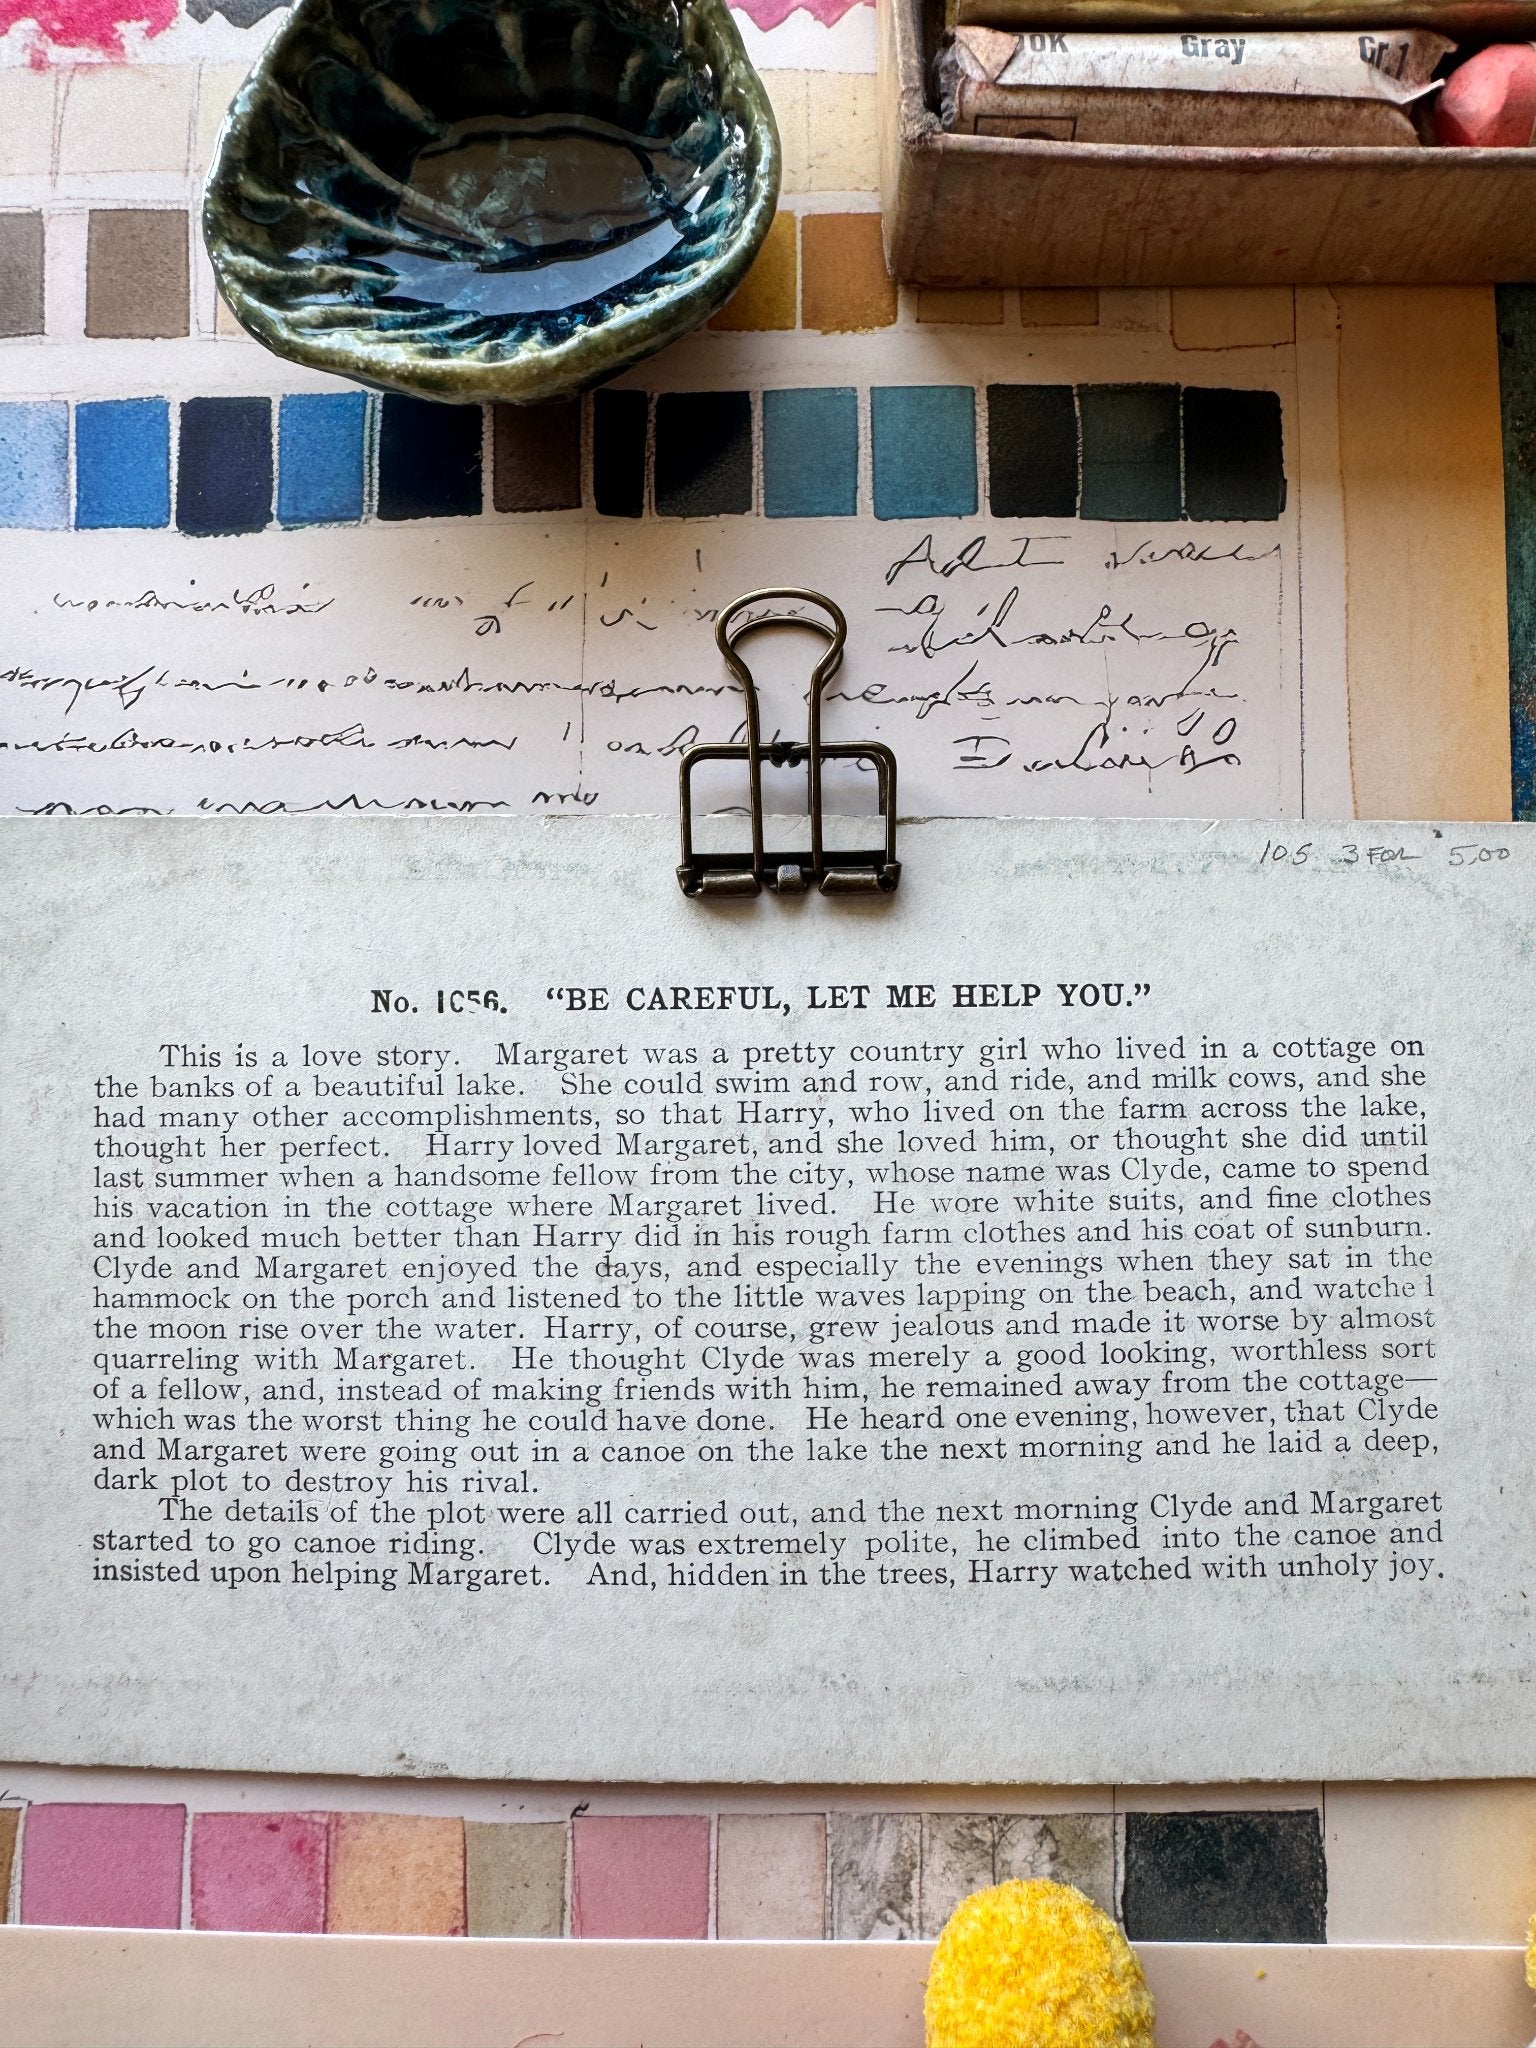 Gray
105 3 FOR 5.00
No. 1056. “BE CAREFUL, LET ME HELP YOU.”
This is a love story. Margaret was a pretty country girl who lived in a cottage on
the banks of a beautiful lake. She could swim and row, and ride, and milk cows, and she
had many other accomplishments, so that Harry, who lived on the farm across the lake,
thought her perfect. Harry loved Margaret, and she loved him, or thought she did until
last summer when a handsome fellow from the city, whose name was Clyde, came to spend
his vacation in the cottage where Margaret lived. He wore white suits, and fine clothes
and looked much better than Harry did in his rough farm clothes and his coat of sunburn.
Clyde and Margaret enjoyed the days, and especially the evenings when they sat in the
hammock on the porch and listened to the little waves lapping on the beach, and watched
the moon rise over the water. Harry, of course, grew jealous and made it worse by almost
quarreling with Margaret. He thought Clyde was merely a good looking, worthless sort
of a fellow, and, instead of making friends with him, he remained away from the cottage—
which was the worst thing he could have done. He heard one evening, however, that Clyde
and Margaret were going out in a canoe on the lake the next morning and he laid a deep,
dark plot to destroy his rival.
The details of the plot were all carried out, and the next morning Clyde and Margaret
started to go canoe riding. Clyde was extremely polite, he climbed into the canoe and
insisted upon helping Margaret. And, hidden in the trees, Harry watched with unholy joy.